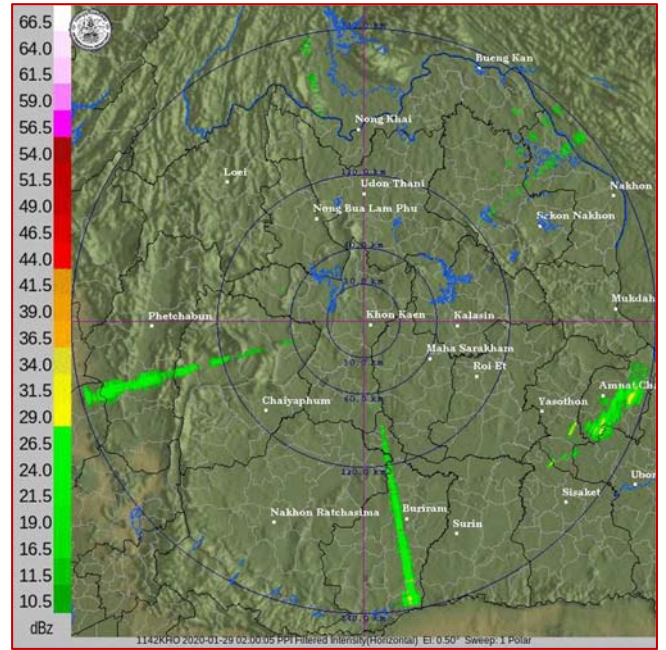 66.5
64.0
61.5
59.0
56.5
54.0
51.5
49.0
46.5
44.0
41.5
39.0
36.5
34.0
31.5
29.0
26.5
24.0
21.5
19.0
16.5
11.5
10.5
dBz
Bueng Kan
Nong Khai
Loei
Udon Thani
Nong Bua Lam Phu
Nakhon
Sakon Nakhon
Mukdah
Phetchabun
Khon Kaen
Kalasin
Maha Sarakham
Roi Et
Amnat Cha
Chaiyaphum
Yasothon
120.0 km
Ubon
Sisaket
Nakhon Ratchasima
Buriram
Surin
1142KHO 2020-01-29 02:00:05 PPI Filtered Intensity(Horizontal) El: 0.50° Sweep: 1 Polar